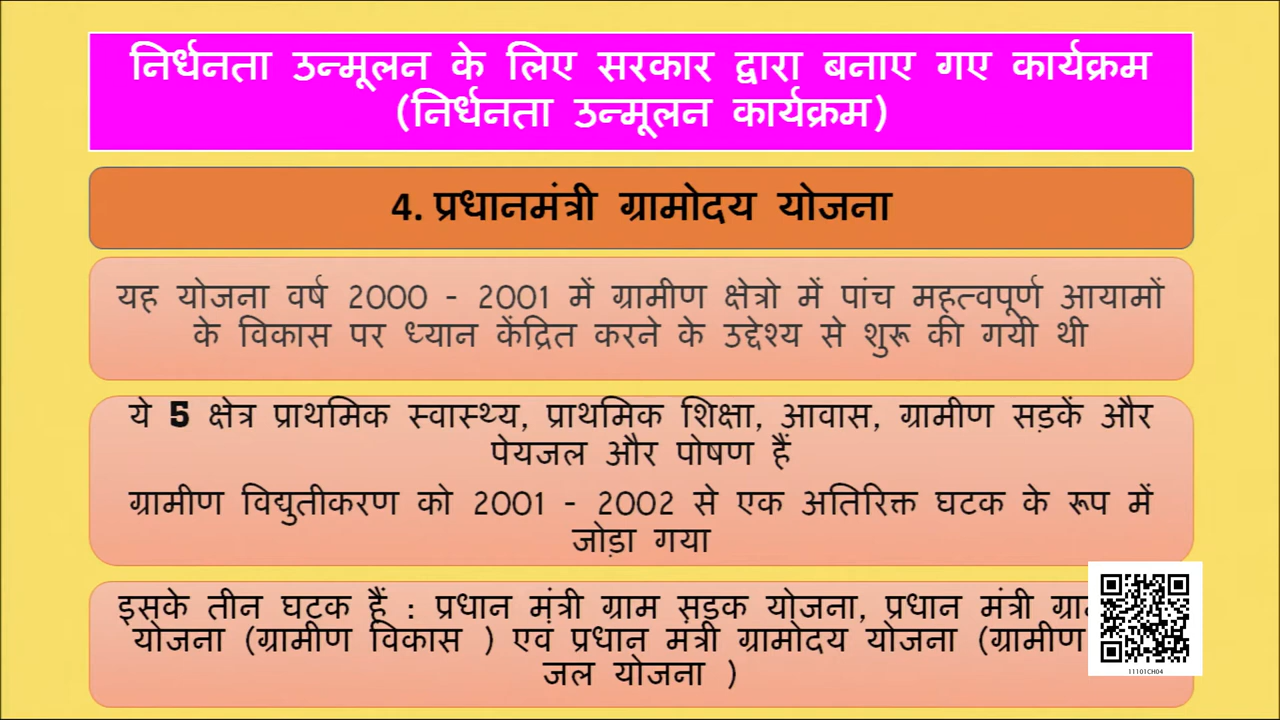 निर्धनता उन्मूलन के लिए सरकार द्वारा बनाए गए कार्यक्रम
(निर्धनता उन्मूलन कार्यक्रम)
4. प्रधानमंत्री ग्रामोदय योजना
यह योजना वर्ष 2000 - 2001 में ग्रामीण क्षेत्रो में पांच महत्वपूर्ण आयामों
के विकास पर ध्यान केंद्रित करने के उद्देश्य से शुरू की गयी थी
ये 5 क्षेत्र प्राथमिक स्वास्थ्य, प्राथमिक शिक्षा, आवास, ग्रामीण सड़कें और
पेयजल और पोषण हैं
ग्रामीण विद्युतीकरण को 2001 - 2002 से एक अतिरिक्त घटक के रूप में
जोड़ा गया
इसके तीन घटक हैं : प्रधान मंत्री ग्राम सड़क योजना, प्रधान मंत्री
योजना (ग्रामीण विकास ) एवं प्रधान मंत्री ग्रामोदय योजना (ग्रामीण
जल योजना )
11101CH04